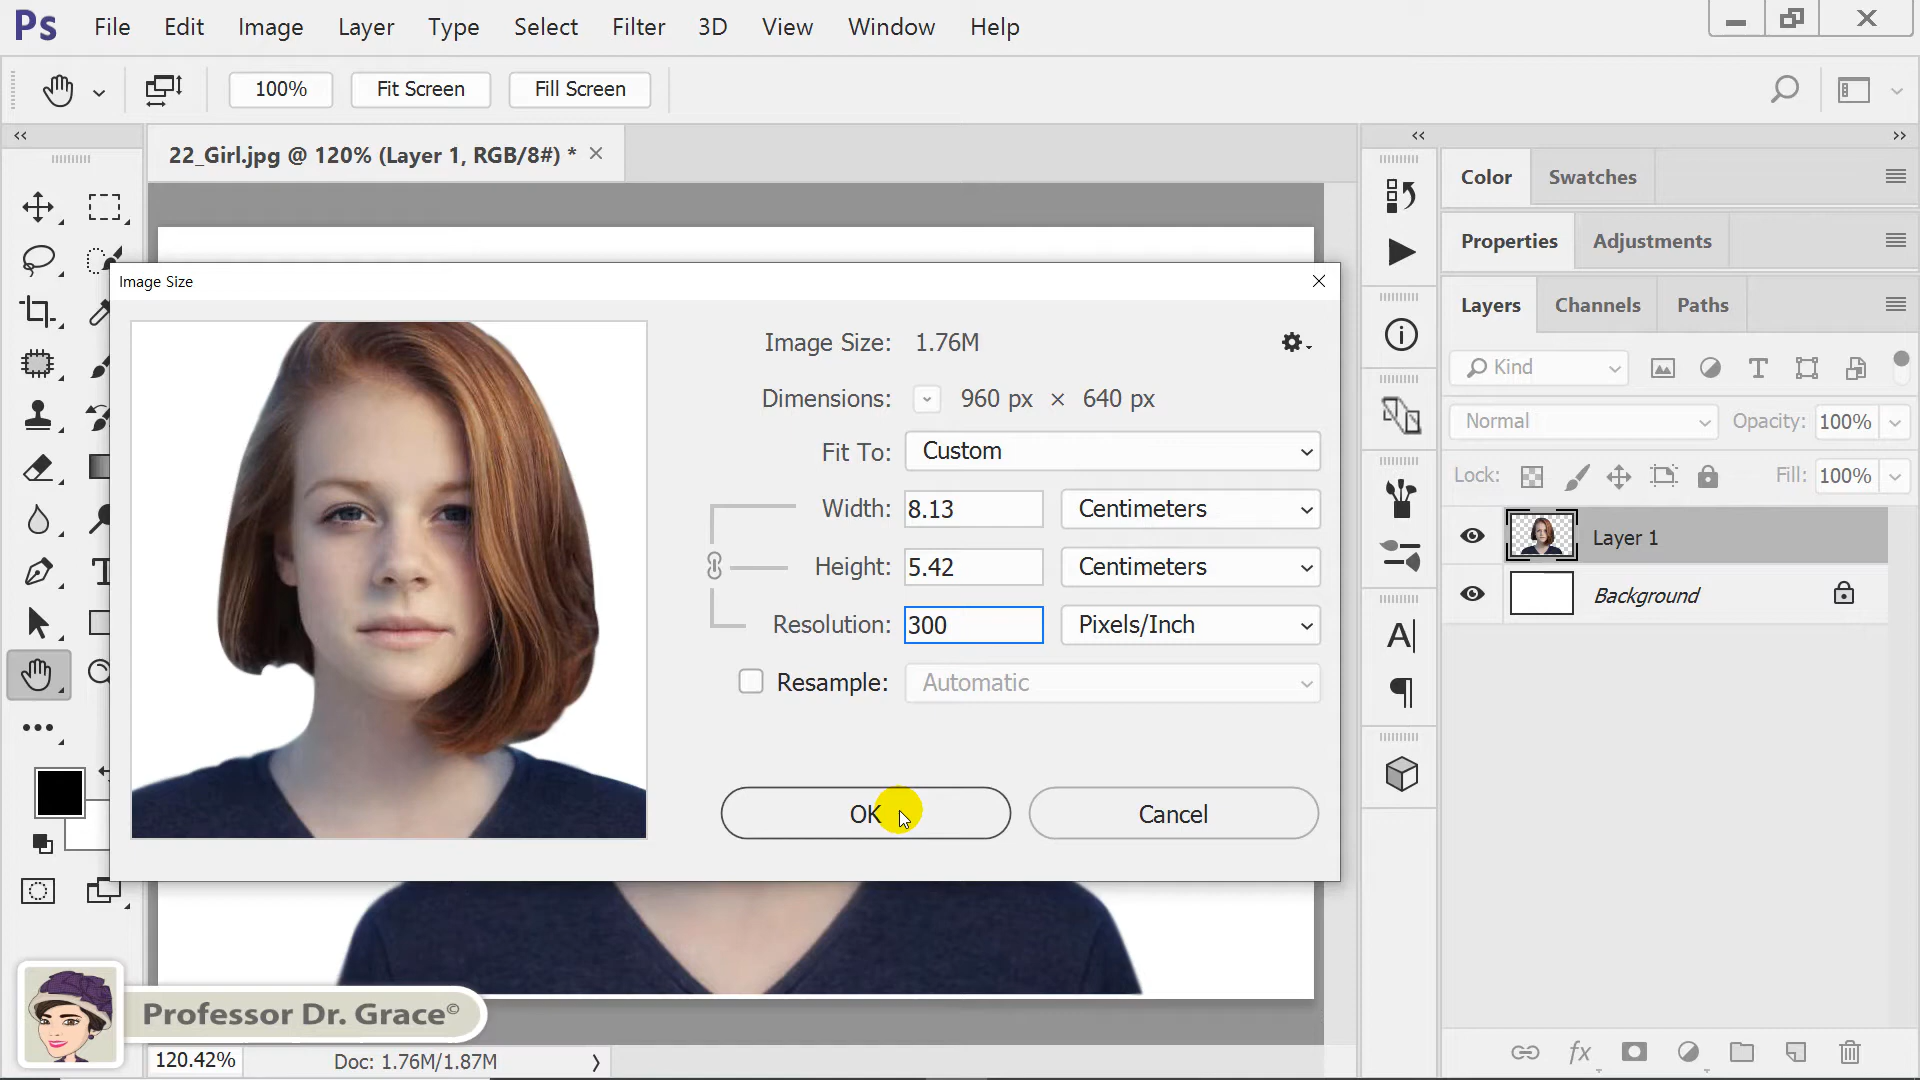 Ps File Edit Image Layer Type Select Filter 3D View Window Help
100% Fit Screen Fill Screen
22_Girl.jpg @ 120% (Layer 1, RGB/8#) *
Color Swatches
Properties Adjustments
Layers Channels Paths
Kind
Normal Opacity: 100%
Lock: Fill: 100%
Layer 1
Background
Image Size
Image Size: 1.76M
Dimensions: 960 px × 640 px
Fit To: Custom
Width: 8.13 Centimeters
Height: 5.42 Centimeters
Resolution: 300 Pixels/Inch
Resample: Automatic
OK Cancel
Professor Dr. Grace©
120.42% Doc: 1.76M/1.87M